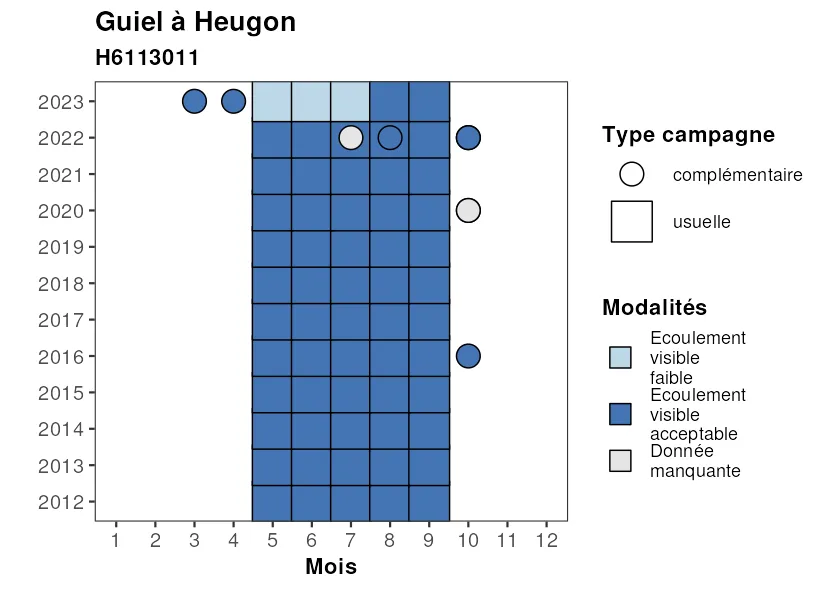 Guiel à Heugon
H6113011
2023
2022
2021
2020
2019
2018
2017
2016
2015
2014
2013
2012
1 2 3 4 5 6 7 8 9 10 11 12
Mois
Type campagne
complémentaire
usuelle
Modalités
Ecoulement
visible
faible
Ecoulement
visible
acceptable
Donnée
manquante